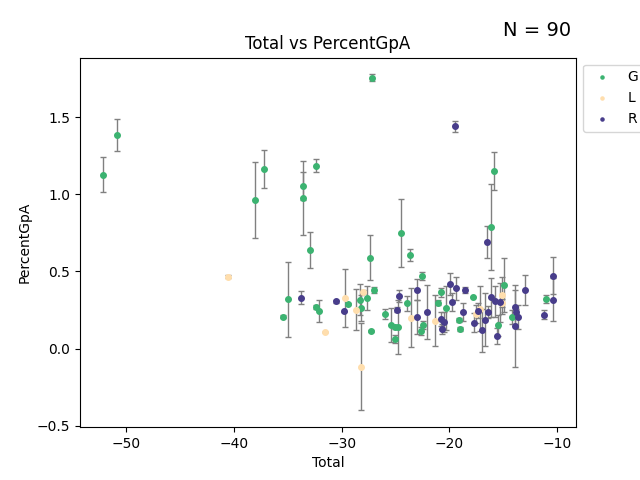 N = 90
Total vs PercentGpA
G
L
R
1.5
1.0
0.5
0.0
−0.5
PercentGpA
−50 −40 −30 −20 −10
Total